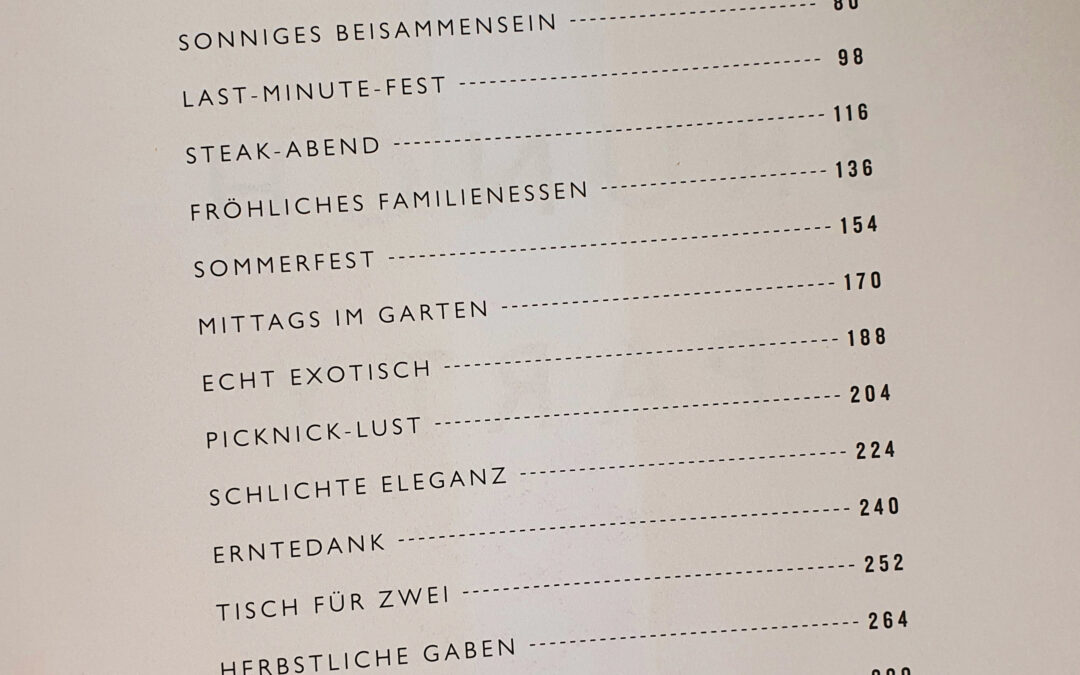 SONNIGES BEISAMMENSEIN 80
LAST-MINUTE-FEST 98
STEAK-ABEND 116
FRÖHLICHES FAMILIENESSEN 136
SOMMERFEST 154
MITTAGS IM GARTEN 170
ECHT EXOTISCH 188
PICKNICK-LUST 204
SCHLICHTE ELEGANZ 224
ERNTEDANK 240
TISCH FÜR ZWEI 252
HERBSTLICHE GABEN 264